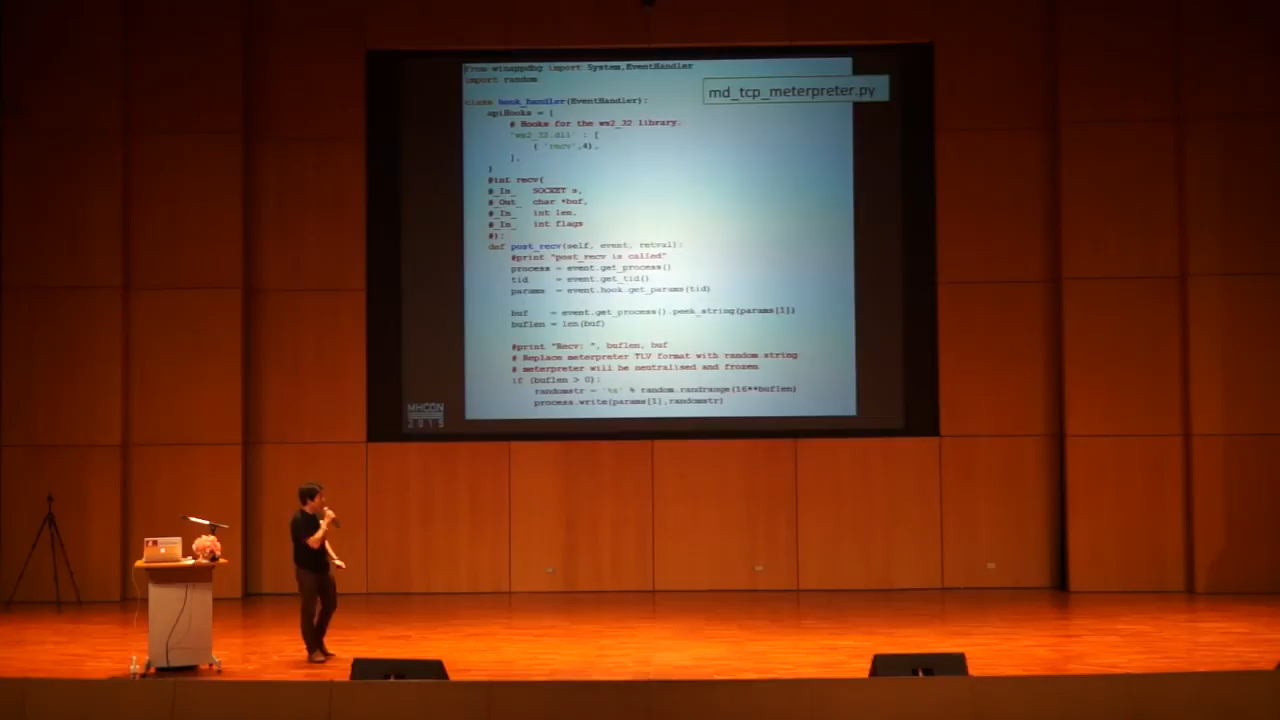 from winappdbg import System,EventHandler
import random
md_tcp_meterpreter.py
class hook_handler(EventHandler):
apiHooks = {
# Hooks for the ws2_32 library.
'ws2_32.dll' : [
( 'recv',4),
],
}
#int recv(
#_In_ SOCKET s,
#_Out_ char *buf,
#_In_ int len,
#_In_ int flags
#);
def post_recv(self, event, retval):
#print "post_recv is called"
process = event.get_process()
tid = event.get_tid()
params = event.hook.get_params(tid)
buf = event.get_process().peek_string(params[1])
buflen = len(buf)
#print "Recv: ", buflen, buf
# Replace meterpreter TLV format with random string
# meterpreter will be neutralised and frozen
if (buflen > 0):
randomstr = '%x' % random.randrange(16**buflen)
process.write(params[1],randomstr)
MHCON
2015